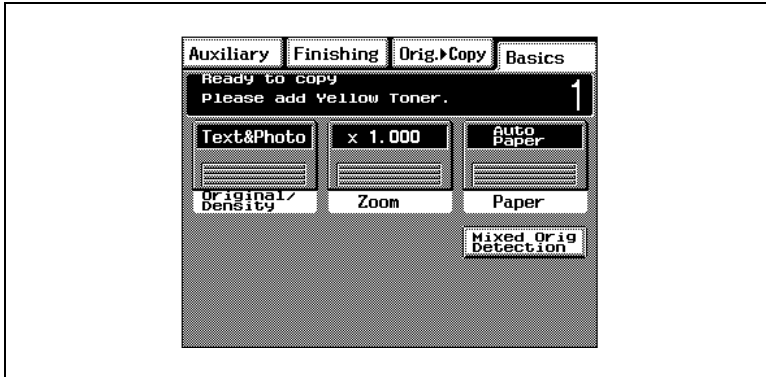 Auxiliary Finishing Orig.▸Copy Basics
Ready to copy
Please add Yellow Toner.
1
Text&Photo x 1.000 Auto Paper
Original/Density Zoom Paper
Mixed Orig
Detection